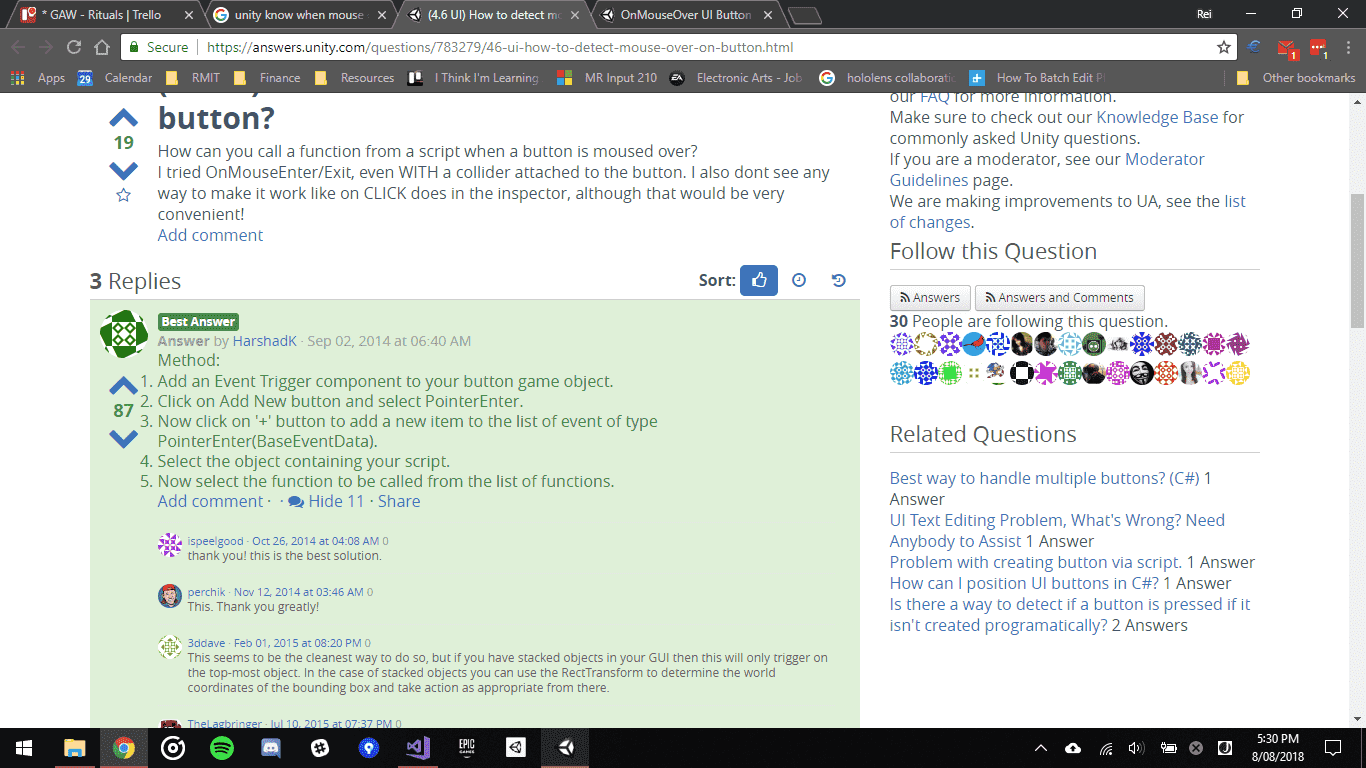 * GAW - Rituals | Trello
unity know when mouse
(4.6 UI) How to detect mo
OnMouseOver UI Button
Rei
Secure
https://answers.unity.com/questions/783279/46-ui-how-to-detect-mouse-over-on-button.html
Apps
Calendar
RMIT
Finance
Resources
I Think I'm Learning
MR Input 210
Electronic Arts - Job
hololens collaborati
How To Batch Edit P
Other bookmarks
button?
19
How can you call a function from a script when a button is moused over?
I tried OnMouseEnter/Exit, even WITH a collider attached to the button. I also dont see any
way to make it work like on CLICK does in the inspector, although that would be very
convenient!
Add comment
3 Replies
Sort:
Best Answer
Answer by HarshadK · Sep 02, 2014 at 06:40 AM
Method:
1. Add an Event Trigger component to your button game object.
87
2. Click on Add New button and select PointerEnter.
3. Now click on '+' button to add a new item to the list of event of type
PointerEnter(BaseEventData).
4. Select the object containing your script.
5. Now select the function to be called from the list of functions.
Add comment · · Hide 11 · Share
ispeelgood · Oct 26, 2014 at 04:08 AM 0
thank you! this is the best solution.
perchik · Nov 12, 2014 at 03:46 AM 0
This. Thank you greatly!
3ddave · Feb 01, 2015 at 08:20 PM 0
This seems to be the cleanest way to do so, but if you have stacked objects in your GUI then this will only trigger on
the top-most object. In the case of stacked objects you can use the RectTransform to determine the world
coordinates of the bounding box and take action as appropriate from there.
TheLagbringer · Jul 10, 2015 at 07:37 PM 0
our FAQ for more information.
Make sure to check out our Knowledge Base for
commonly asked Unity questions.
If you are a moderator, see our Moderator
Guidelines page.
We are making improvements to UA, see the list
of changes.
Follow this Question
Answers
Answers and Comments
30 People are following this question.
Related Questions
Best way to handle multiple buttons? (C#) 1
Answer
UI Text Editing Problem, What's Wrong? Need
Anybody to Assist 1 Answer
Problem with creating button via script. 1 Answer
How can I position UI buttons in C#? 1 Answer
Is there a way to detect if a button is pressed if it
isn't created programatically? 2 Answers
EPIC
GAMES
5:30 PM
8/08/2018